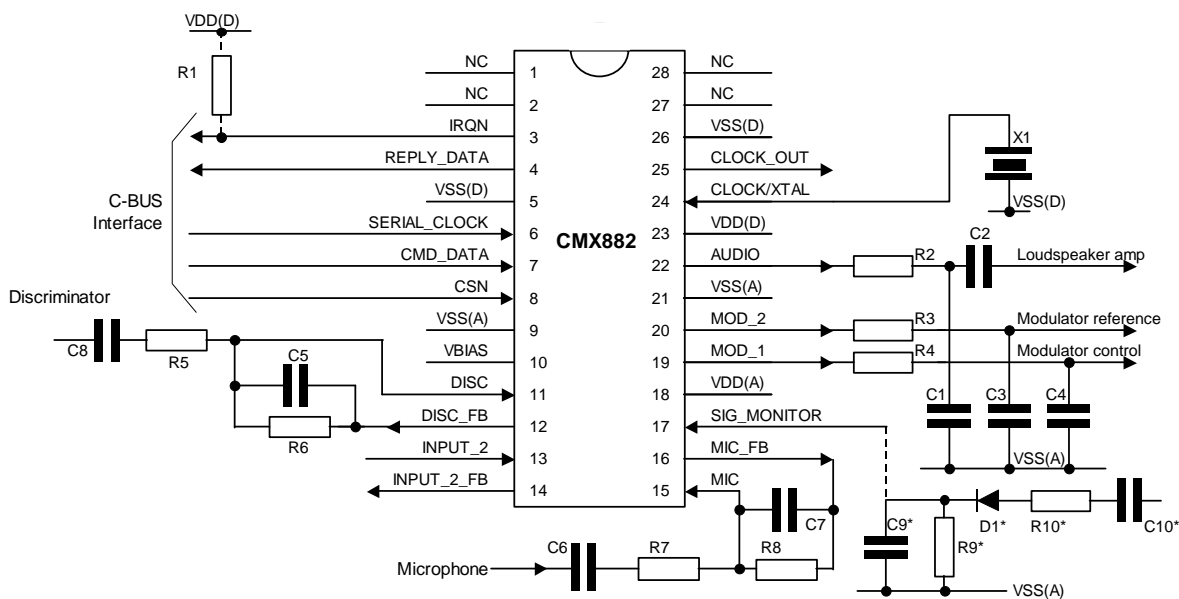 VDD(D)
R1
C-BUS
Interface
NC 1
NC 2
IRQN 3
REPLY_DATA 4
VSS(D) 5
SERIAL_CLOCK 6
CMD_DATA 7
CSN 8
VSS(A) 9
VBIAS 10
DISC 11
DISC_FB 12
INPUT_2 13
INPUT_2_FB 14
CMX882
28 NC
27 NC
26 VSS(D)
25 CLOCK_OUT
24 CLOCK/XTAL
23 VDD(D)
22 AUDIO
21 VSS(A)
20 MOD_2
19 MOD_1
18 VDD(A)
17 SIG_MONITOR
16 MIC_FB
15 MIC
X1
VSS(D)
R2
C2
Loudspeaker amp
R3
Modulator reference
R4
Modulator control
C1
C3
C4
VSS(A)
Discriminator
C8
R5
C5
R6
Microphone
C6
R7
R8
C7
C9*
R9*
D1*
R10*
C10*
VSS(A)